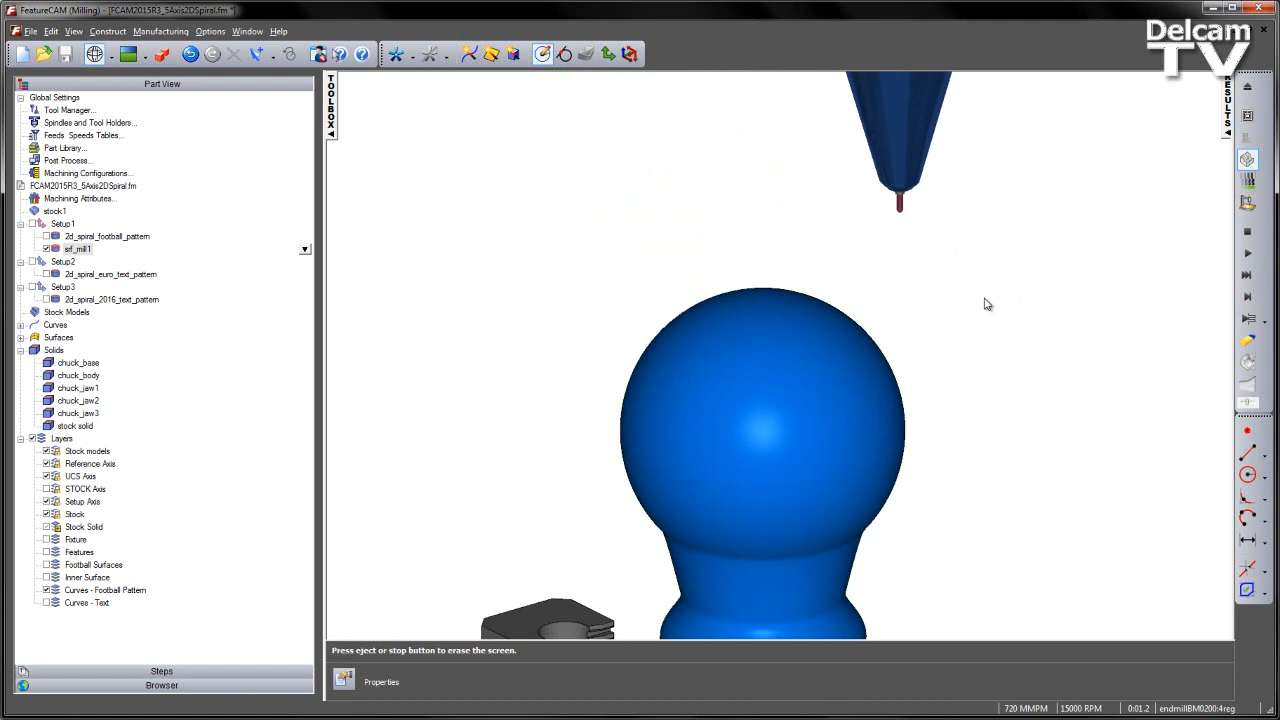 FeatureCAM (Milling) - [FCAM2015R3_5Axis2DSpiral.fm *]
Delcam
TV
File Edit View Construct Manufacturing Options Window Help
Part View
TOOLBOX
RESULTS
Global Settings
Tool Manager...
Spindles and Tool Holders...
Feeds Speeds Tables...
Part Library...
Post Process...
Machining Configurations...
FCAM2015R3_5Axis2DSpiral.fm
Machining Attributes...
stock1
Setup1
2d_spiral_football_pattern
srf_mill1
Setup2
2d_spiral_euro_text_pattern
Setup3
2d_spiral_2016_text_pattern
Stock Models
Curves
Surfaces
Solids
chuck_base
chuck_body
chuck_jaw1
chuck_jaw2
chuck_jaw3
stock solid
Layers
Stock models
Reference Axis
UCS Axis
STOCK Axis
Setup Axis
Stock
Stock Solid
Fixture
Features
Football Surfaces
Inner Surface
Curves - Football Pattern
Curves - Text
Steps
Browser
Press eject or stop button to erase the screen.
Properties
720 MMPM 15000 RPM 0:01.2 endmillBM0200:4reg